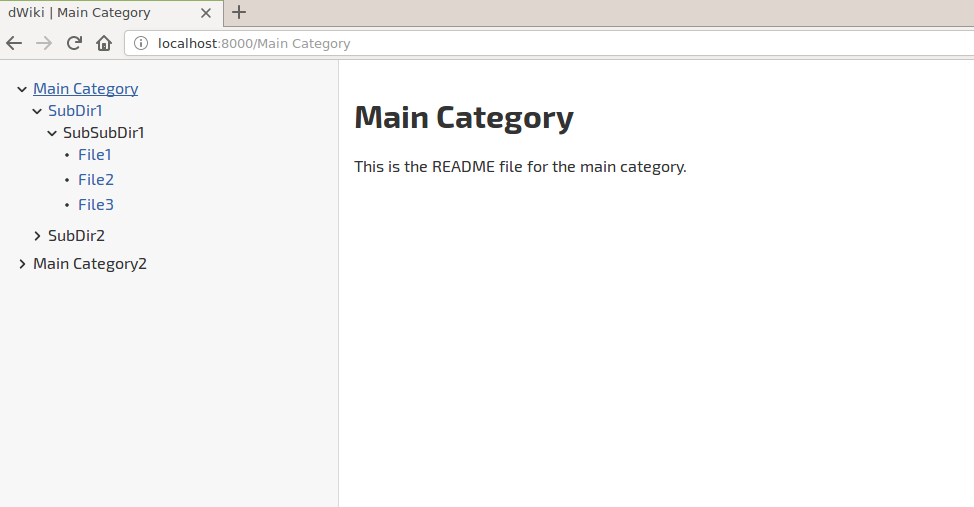 dWiki | Main Category
localhost:8000/Main Category
Main Category
SubDir1
SubSubDir1
File1
File2
File3
SubDir2
Main Category2
Main Category
This is the README file for the main category.